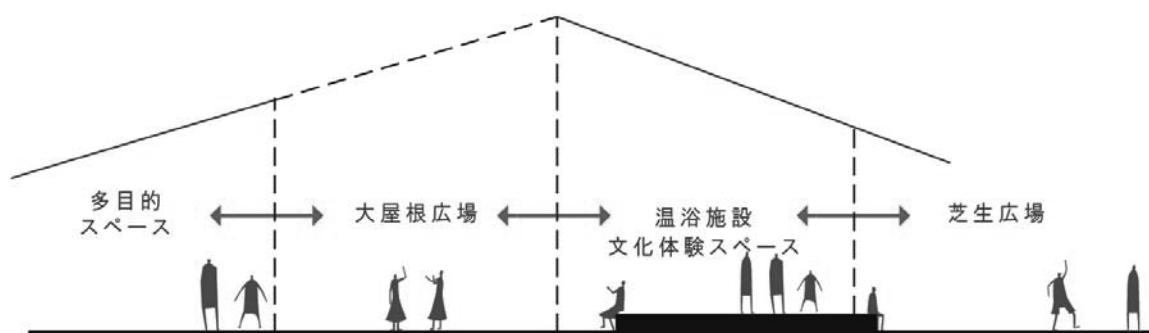 多目的
スペース
大屋根広場
温浴施設
文化体験スペース
芝生広場